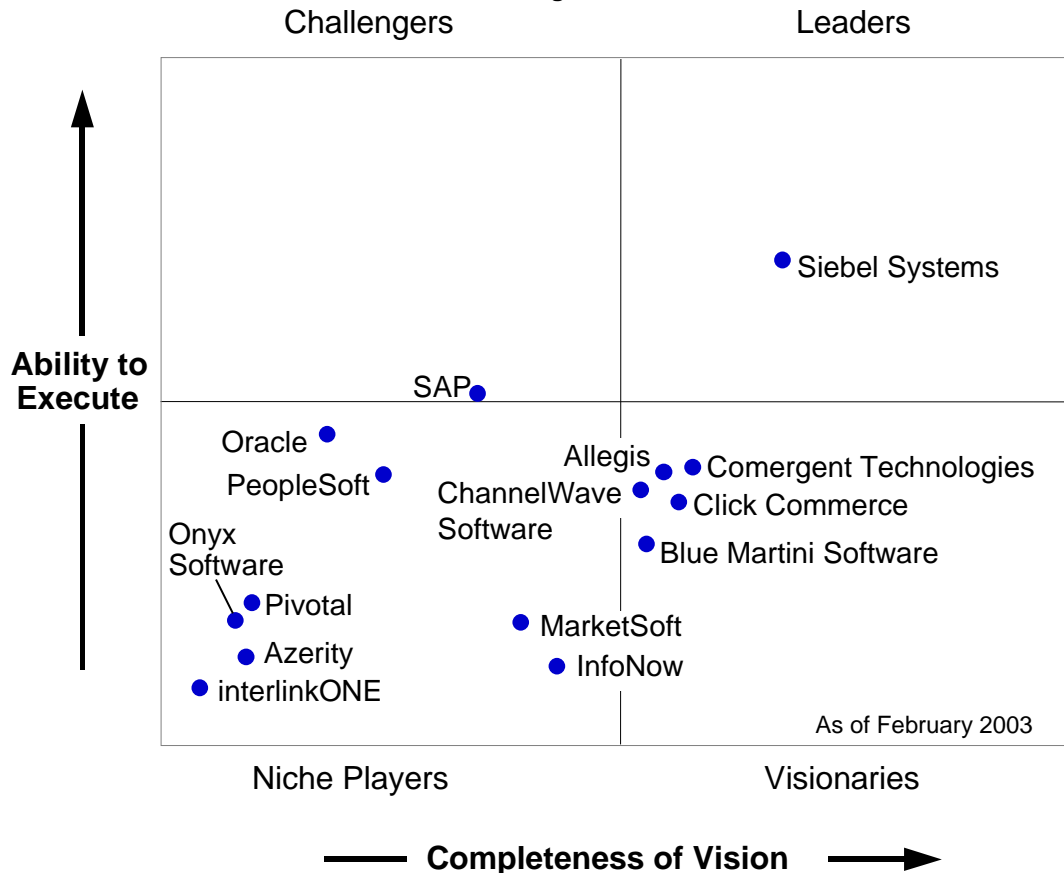 Challengers
Leaders
Siebel Systems
Ability to
Execute
SAP
Oracle
PeopleSoft
Allegis
Comergent Technologies
ChannelWave
Software
Click Commerce
Blue Martini Software
Onyx
Software
Pivotal
MarketSoft
Azerity
InfoNow
interlinkONE
As of February 2003
Niche Players
Visionaries
Completeness of Vision